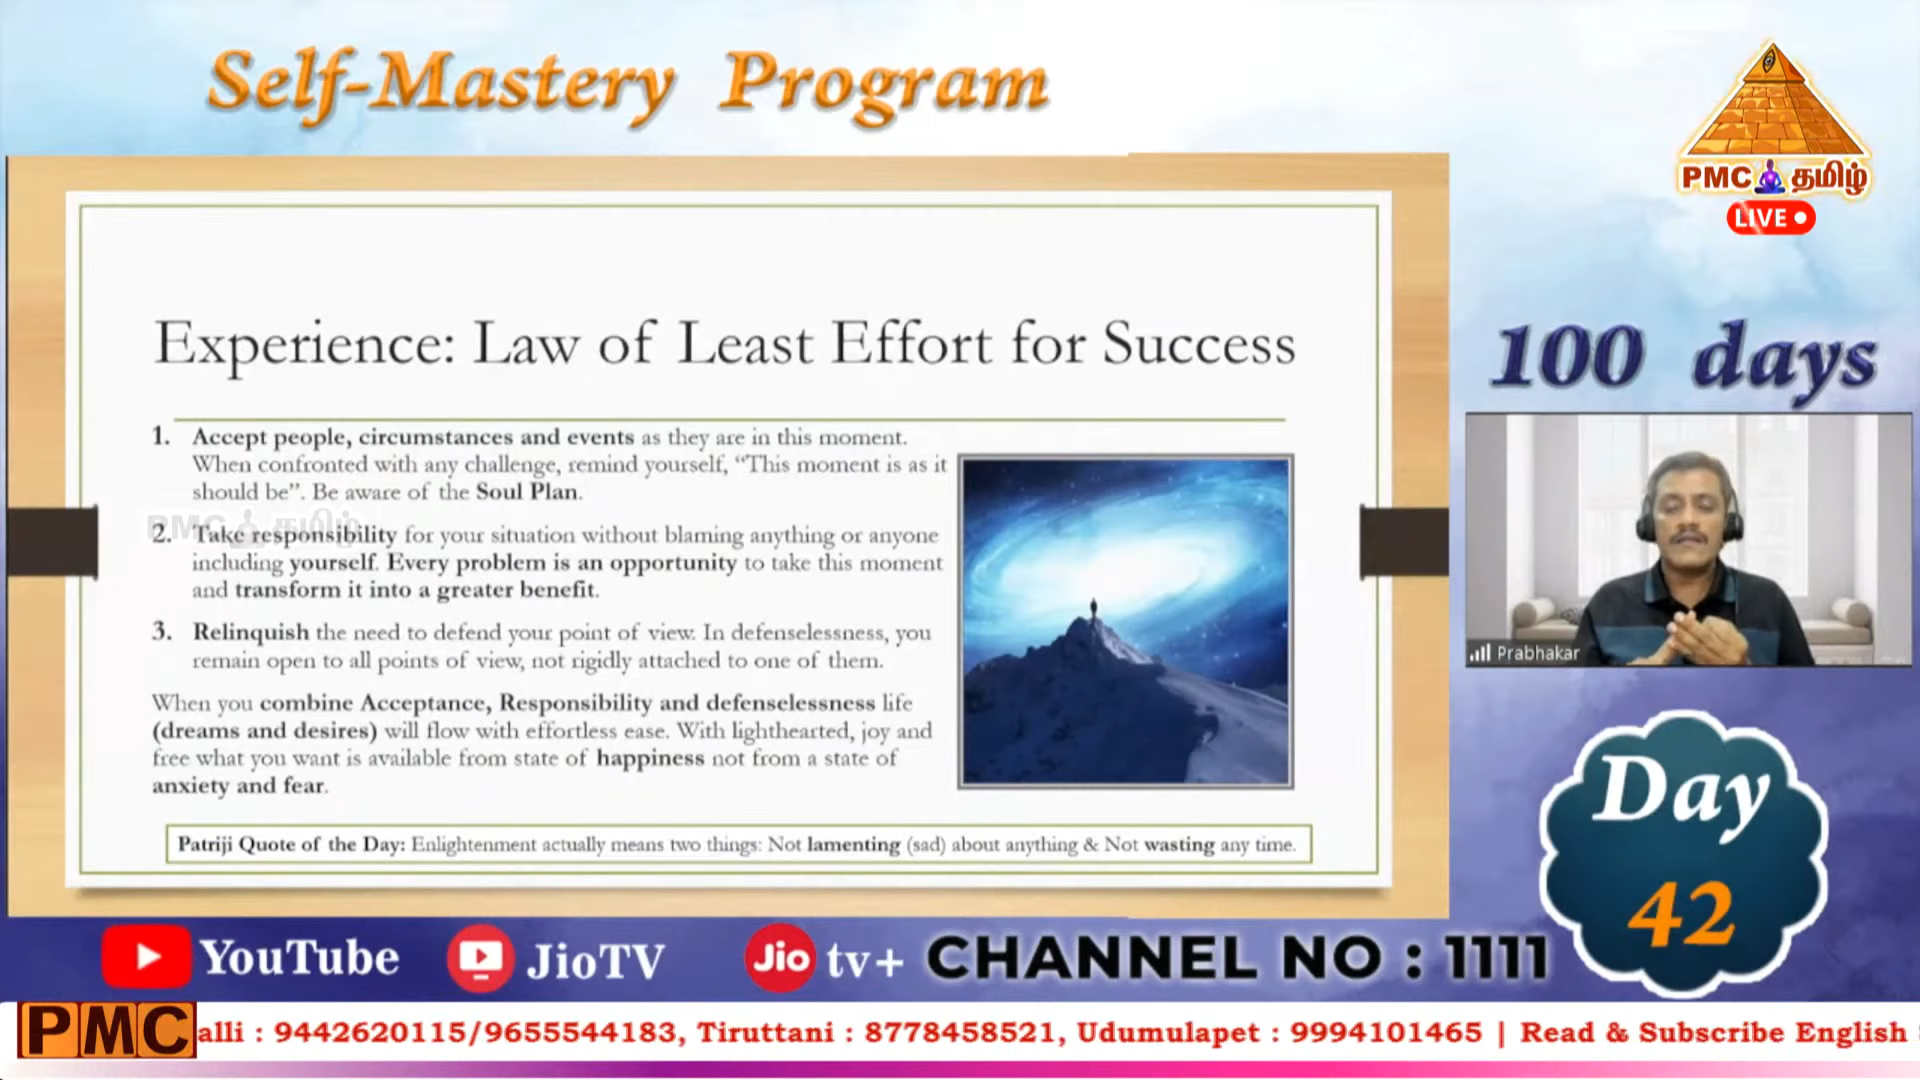 Self-Mastery Program
PMC தமிழ்
LIVE
100 days
Experience: Law of Least Effort for Success
1. Accept people, circumstances and events as they are in this moment.
When confronted with any challenge, remind yourself, “This moment is as it
should be”. Be aware of the Soul Plan.
PMC தமிழ்
2. Take responsibility for your situation without blaming anything or anyone
including yourself. Every problem is an opportunity to take this moment
and transform it into a greater benefit.
3. Relinquish the need to defend your point of view. In defenselessness, you
remain open to all points of view, not rigidly attached to one of them.
When you combine Acceptance, Responsibility and defenselessness life
(dreams and desires) will flow with effortless ease. With lighthearted, joy and
free what you want is available from state of happiness not from a state of
anxiety and fear.
Patriji Quote of the Day: Enlightenment actually means two things: Not lamenting (sad) about anything & Not wasting any time.
Prabhakar
Day
42
YouTube JioTV Jio tv+ CHANNEL NO : 1111
PMC alli : 9442620115/9655544183, Tiruttani : 8778458521, Udumulapet : 9994101465 | Read & Subscribe English